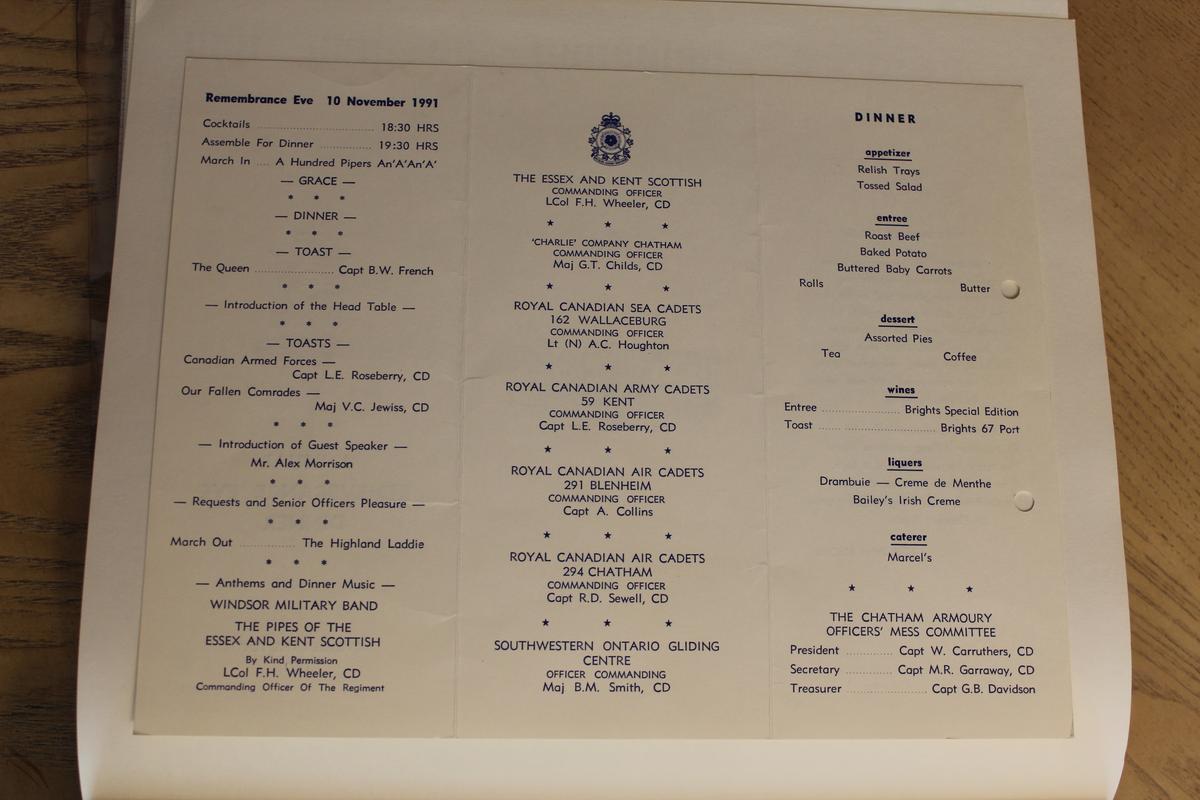 Remembrance Eve 10 November 1991
Cocktails ........................ 18:30 HRS
Assemble For Dinner ............. 19:30 HRS
March In .... A Hundred Pipers An'A'An'A'
— GRACE —
* * *
— DINNER —
* * *
— TOAST —
The Queen ...................... Capt B.W. French
* * *
— Introduction of the Head Table —
* * *
— TOASTS —
Canadian Armed Forces —
Capt L.E. Roseberry, CD
Our Fallen Comrades —
Maj V.C. Jewiss, CD
* * *
— Introduction of Guest Speaker —
Mr. Alex Morrison
* * *
— Requests and Senior Officers Pleasure —
* * *
March Out ............... The Highland Laddie
* * *
— Anthems and Dinner Music —
WINDSOR MILITARY BAND
THE PIPES OF THE
ESSEX AND KENT SCOTTISH
By Kind Permission
LCol F.H. Wheeler, CD
Commanding Officer Of The Regiment
THE ESSEX AND KENT SCOTTISH
COMMANDING OFFICER
LCol F.H. Wheeler, CD
★ ★ ★
'CHARLIE' COMPANY CHATHAM
COMMANDING OFFICER
Maj G.T. Childs, CD
★ ★ ★
ROYAL CANADIAN SEA CADETS
162 WALLACEBURG
COMMANDING OFFICER
Lt (N) A.C. Houghton
★ ★ ★
ROYAL CANADIAN ARMY CADETS
59 KENT
COMMANDING OFFICER
Capt L.E. Roseberry, CD
★ ★ ★
ROYAL CANADIAN AIR CADETS
291 BLENHEIM
COMMANDING OFFICER
Capt A. Collins
★ ★ ★
ROYAL CANADIAN AIR CADETS
294 CHATHAM
COMMANDING OFFICER
Capt R.D. Sewell, CD
★ ★ ★
SOUTHWESTERN ONTARIO GLIDING
CENTRE
OFFICER COMMANDING
Maj B.M. Smith, CD
DINNER
appetizer
Relish Trays
Tossed Salad
entree
Roast Beef
Baked Potato
Buttered Baby Carrots
Rolls Butter
dessert
Assorted Pies
Tea Coffee
wines
Entree ..................... Brights Special Edition
Toast ............................... Brights 67 Port
liquers
Drambuie — Creme de Menthe
Bailey's Irish Creme
caterer
Marcel's
★ ★ ★
THE CHATHAM ARMOURY
OFFICERS' MESS COMMITTEE
President ............. Capt W. Carruthers, CD
Secretary ............. Capt M.R. Garraway, CD
Treasurer ...................... Capt G.B. Davidson